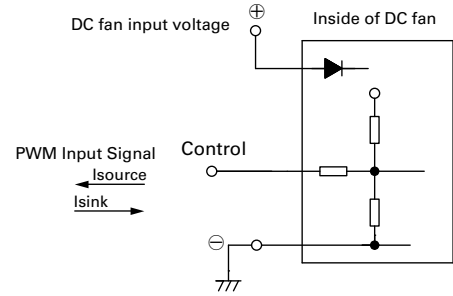 ⊕
DC fan input voltage
Inside of DC fan
PWM Input Signal
Control
Isource
Isink
⊖